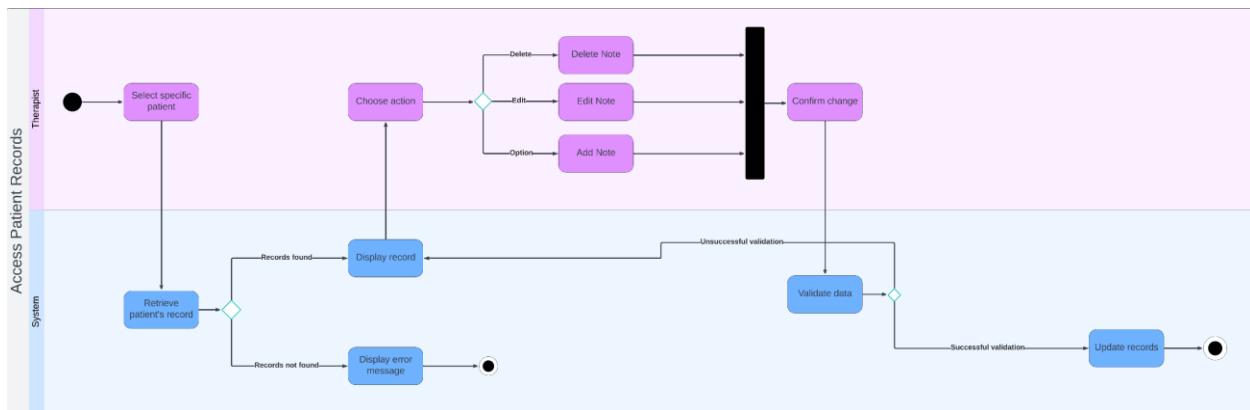 Access Patient Records
Therapist
Select specific
patient
Choose action
Delete
Edit
Option
Delete Note
Edit Note
Add Note
Confirm change
System
Retrieve
patient's record
Records found
Records not found
Display record
Display error
message
Unsuccessful validation
Validate data
Successful validation
Update records